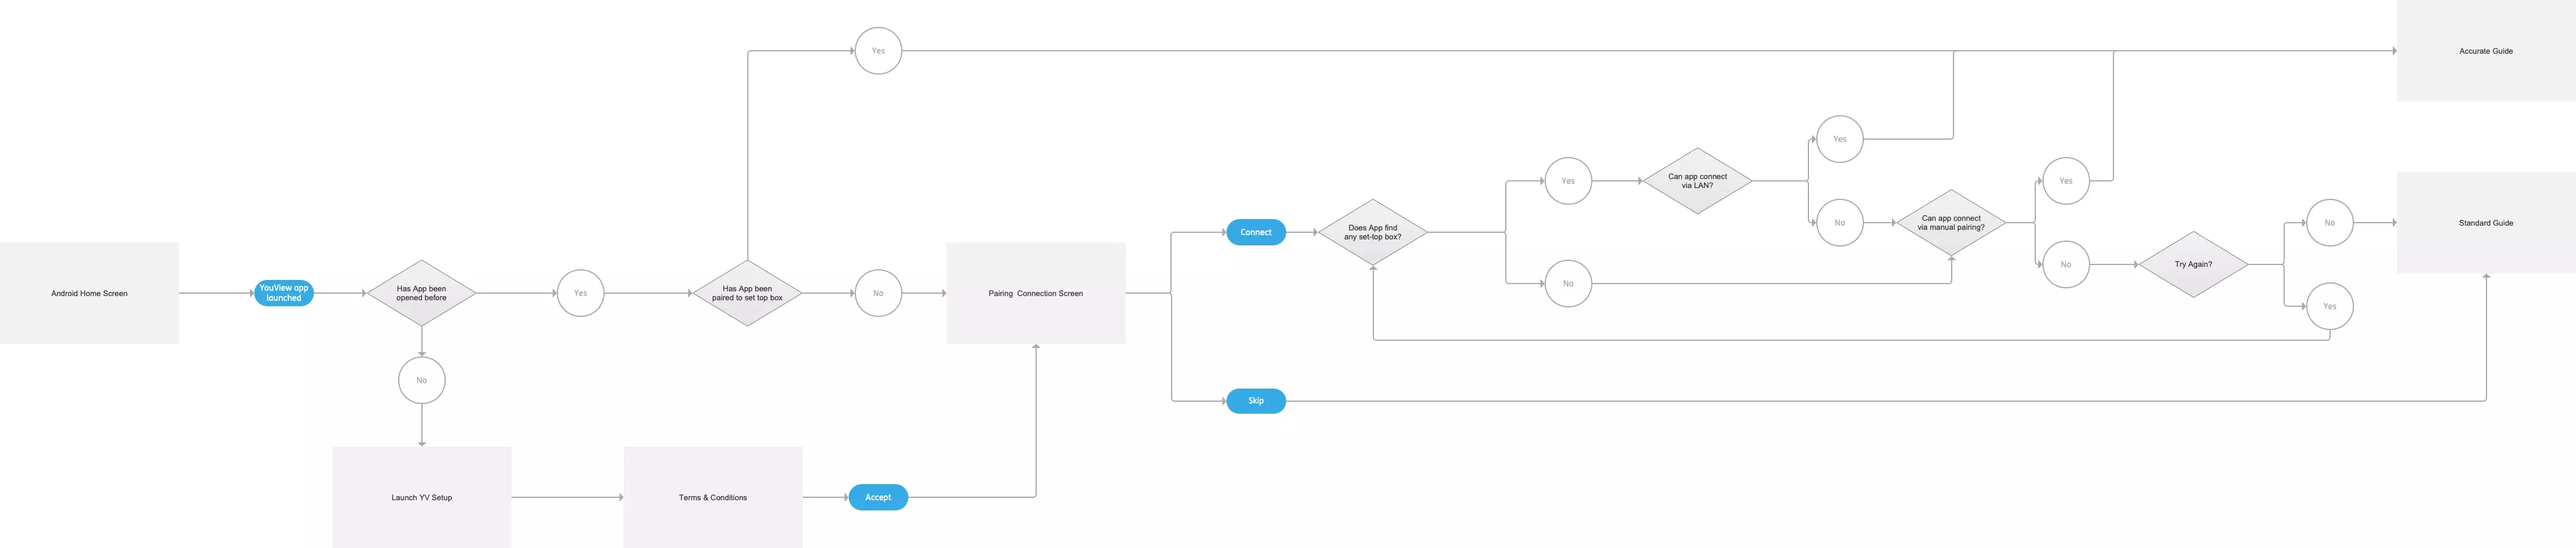 Yes
Accurate Guide
Yes
Can app connect
via LAN?
Yes
Yes
No
Can app connect
via manual pairing?
No
Standard Guide
Connect
Does App find
any set-top box?
No
Try Again?
No
Yes
Android Home Screen
YouView app
launched
Has App been
opened before
Yes
Has App been
paired to set top box
No
Pairing Connection Screen
No
Skip
Launch YV Setup
Terms & Conditions
Accept